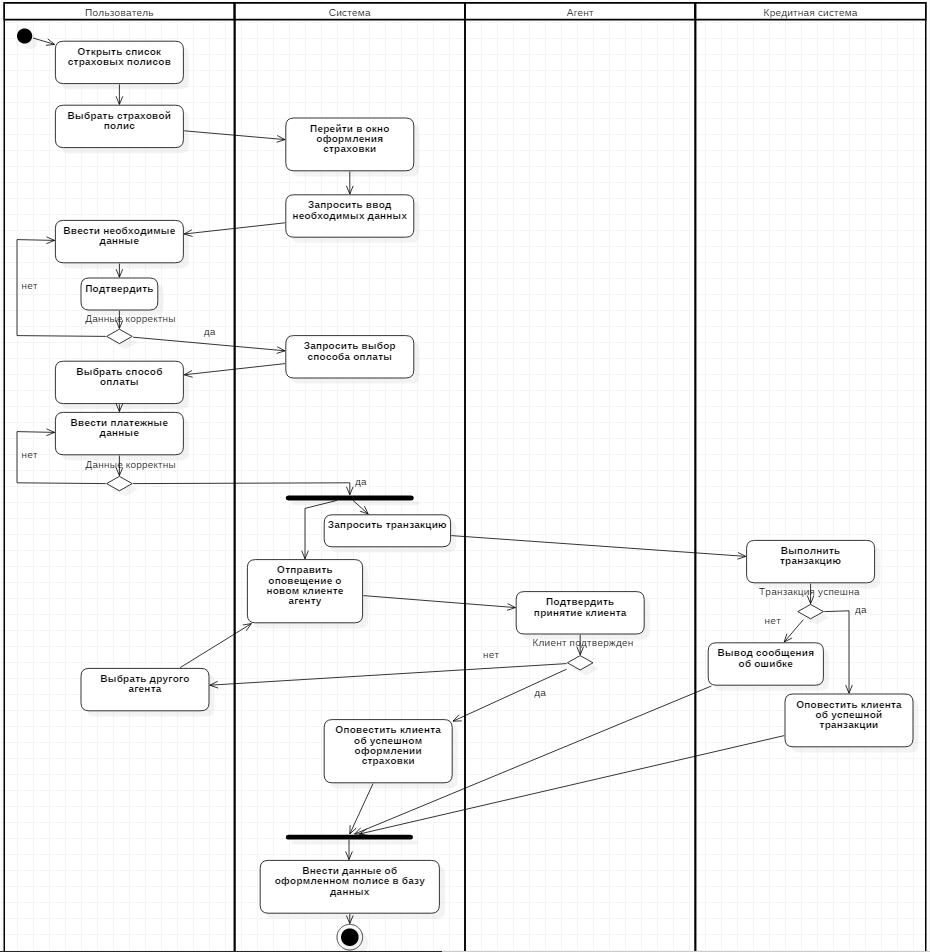 Пользователь
Система
Агент
Кредитная система
Открыть список
страховых полисов
Выбрать страховой
полис
Перейти в окно
оформления
страховки
Запросить ввод
необходимых данных
Ввести необходимые
данные
нет
Подтвердить
Данные корректны
да
Запросить выбор
способа оплаты
Выбрать способ
оплаты
Ввести платежные
данные
нет
Данные корректны
да
Запросить транзакцию
Выполнить
транзакцию
Отправить
оповещение о
новом клиенте
агенту
Транзакция успешна
Подтвердить
принятие клиента
да
нет
Клиент подтвержден
нет
Вывод сообщения
об ошибке
Выбрать другого
агента
да
Оповестить клиента
об успешной
транзакции
Оповестить клиента
об успешном
оформлении
страховки
Внести данные об
оформленном полисе в базу
данных